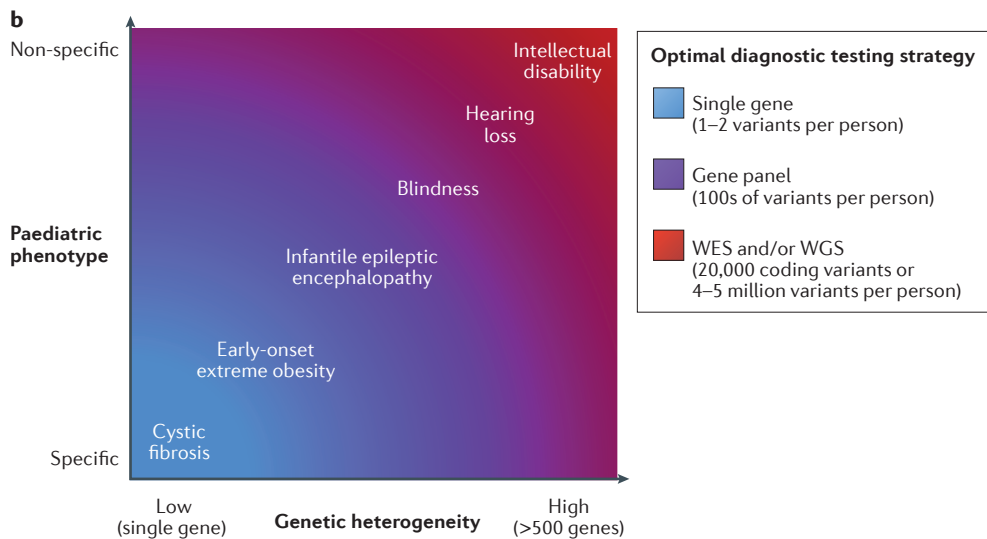 b
Non-specific
Paediatric
phenotype
Specific
Intellectual
disability
Hearing
loss
Blindness
Infantile epileptic
encephalopathy
Early-onset
extreme obesity
Cystic
fibrosis
Low
(single gene)
Genetic heterogeneity
High
(>500 genes)
Optimal diagnostic testing strategy
Single gene
(1–2 variants per person)
Gene panel
(100s of variants per person)
WES and/or WGS
(20,000 coding variants or
4–5 million variants per person)